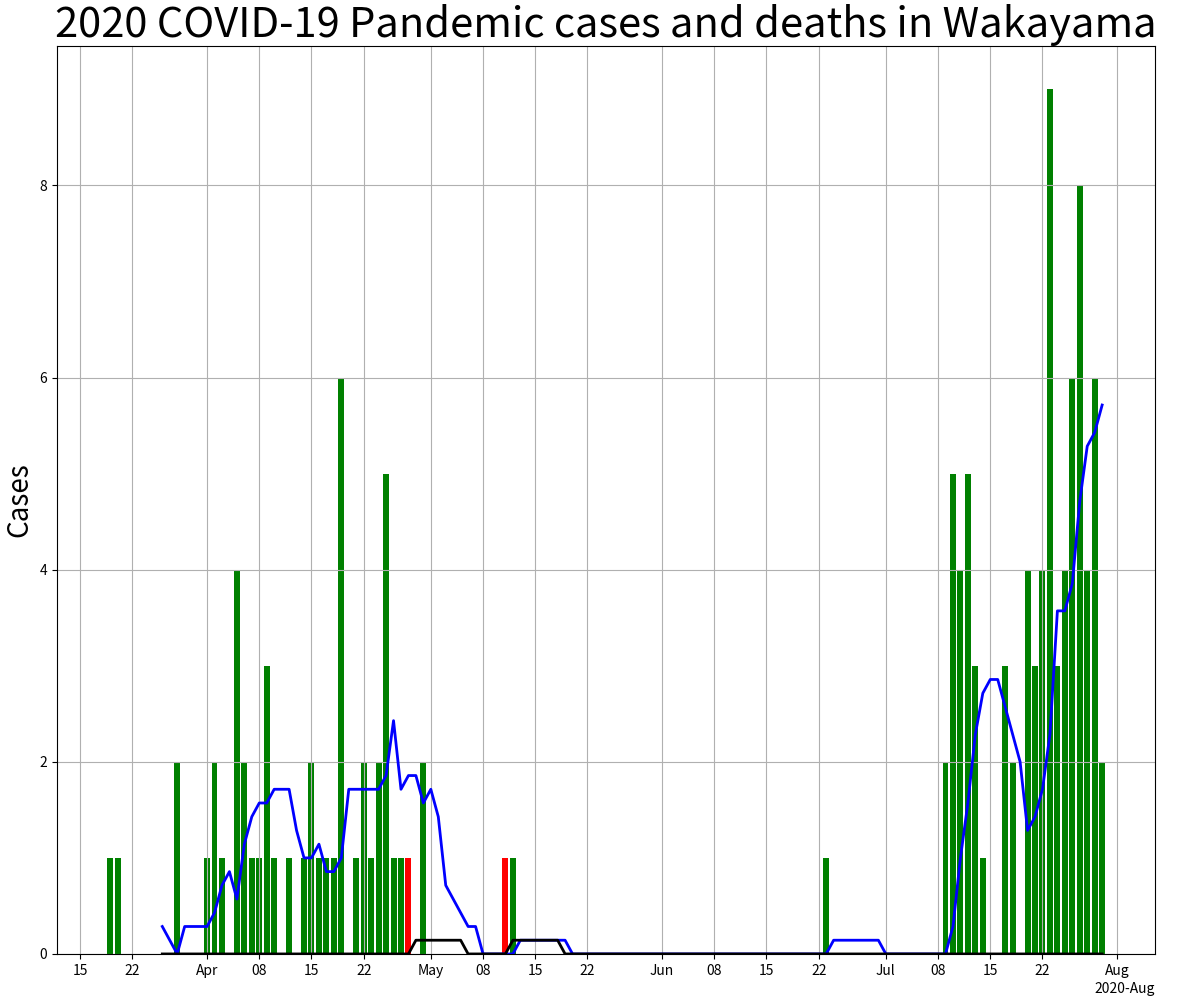 2020 COVID-19 Pandemic cases and deaths in Wakayama
Cases
8
6
4
2
0
15 22 Apr 08 15 22 May 08 15 22 Jun 08 15 22 Jul 08 15 22 Aug
2020-Aug